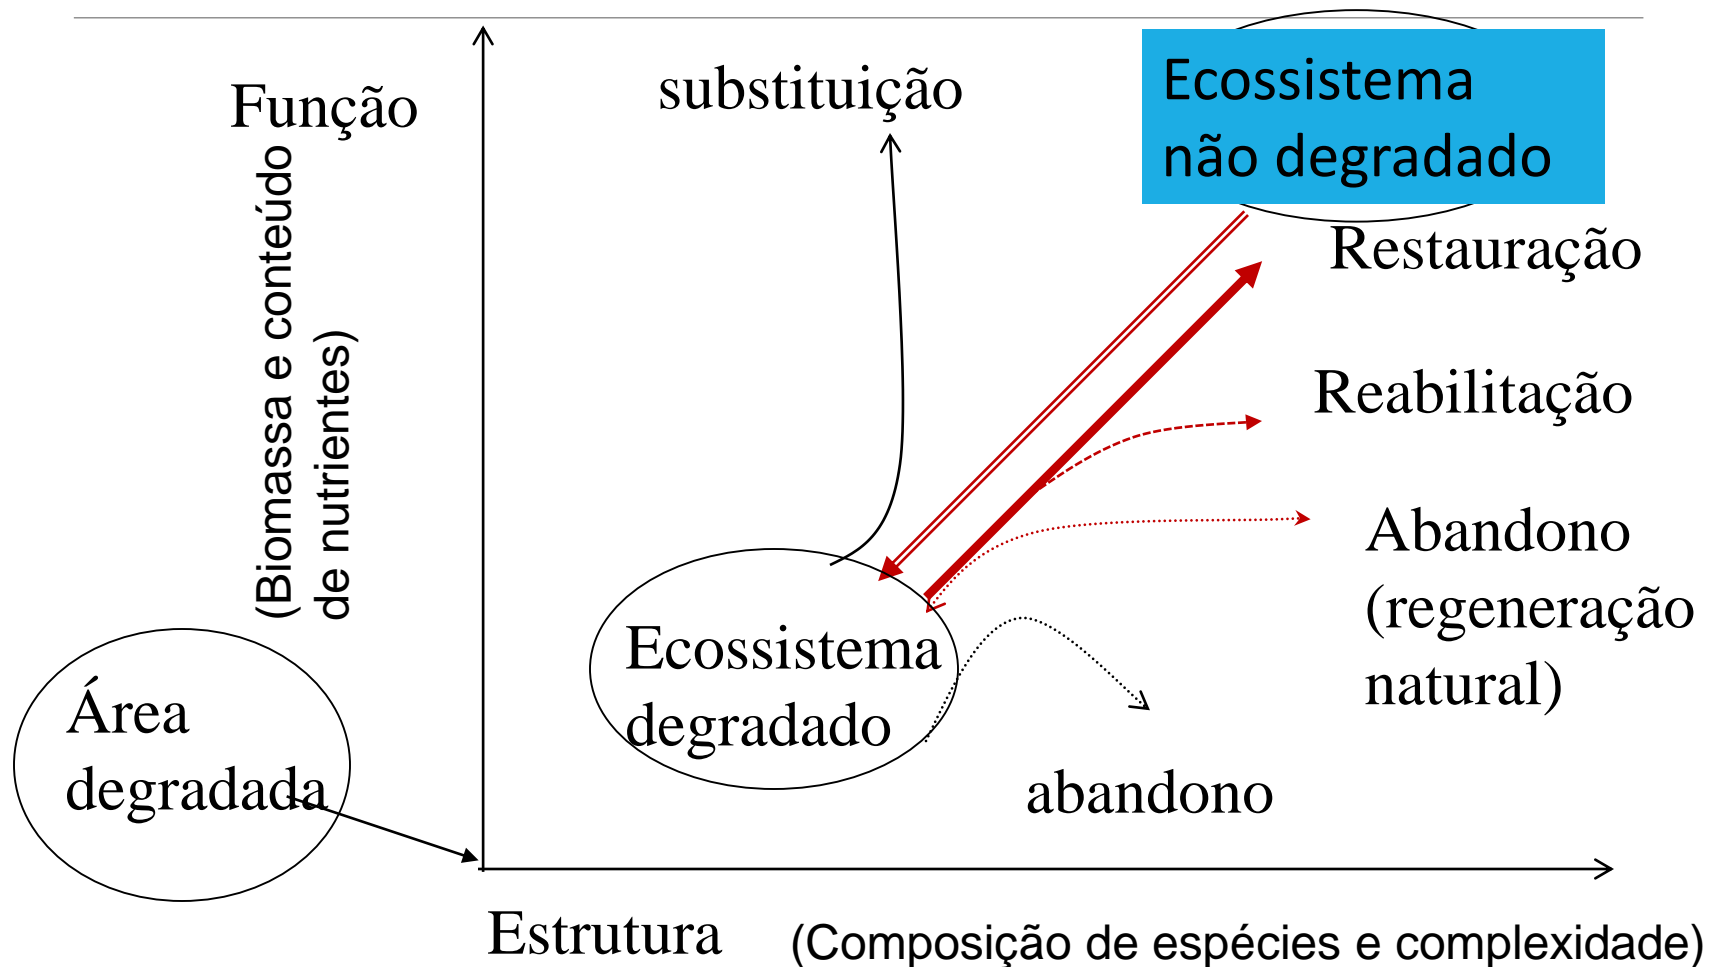 Função
(Biomassa e conteúdo
de nutrientes)
substituição
Ecossistema
não degradado
Restauração
Reabilitação
Abandono
(regeneração
natural)
Ecossistema
degradado
Área
degradada
abandono
Estrutura
(Composição de espécies e complexidade)